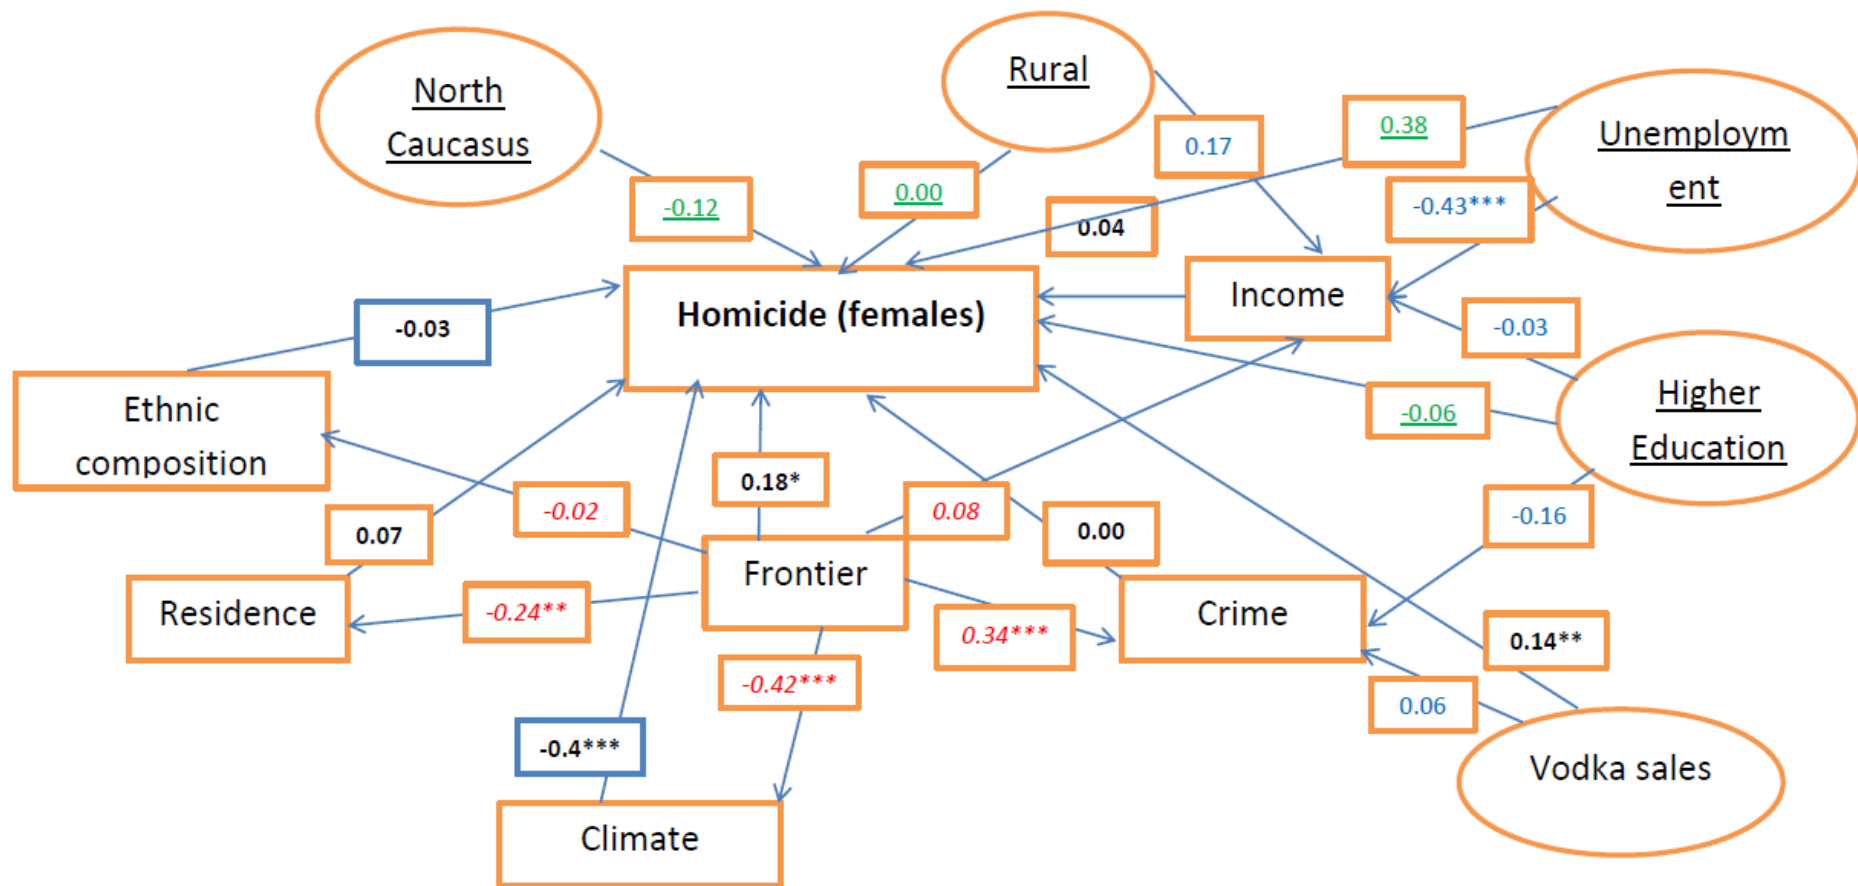 North
Caucasus
Rural
Unemploym
ent
0.38
0.17
-0.43***
-0.12
0.00
0.04
Homicide (females)
Income
-0.03
-0.03
Ethnic
composition
Higher
Education
-0.06
0.18*
-0.02
0.08
0.07
0.00
-0.16
Frontier
Residence
-0.24**
0.34***
Crime
0.14**
-0.42***
0.06
-0.4***
Vodka sales
Climate